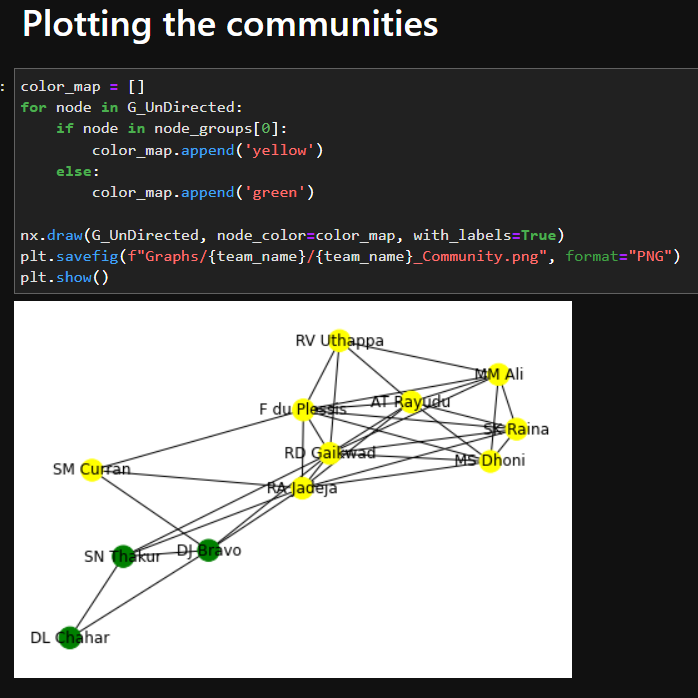 Plotting the communities
:
color_map = []
for node in G_UnDirected:
    if node in node_groups[0]:
        color_map.append('yellow')
    else:
        color_map.append('green')
nx.draw(G_UnDirected, node_color=color_map, with_labels=True)
plt.savefig(f"Graphs/{team_name}/{team_name}_Community.png", format="PNG")
plt.show()
RV Uthappa
MM Ali
AT Rayudu
F du Plessis
SK Raina
RD Gaikwad
MS Dhoni
SM Curran
RA Jadeja
DJ Bravo
SN Thakur
DL Chahar